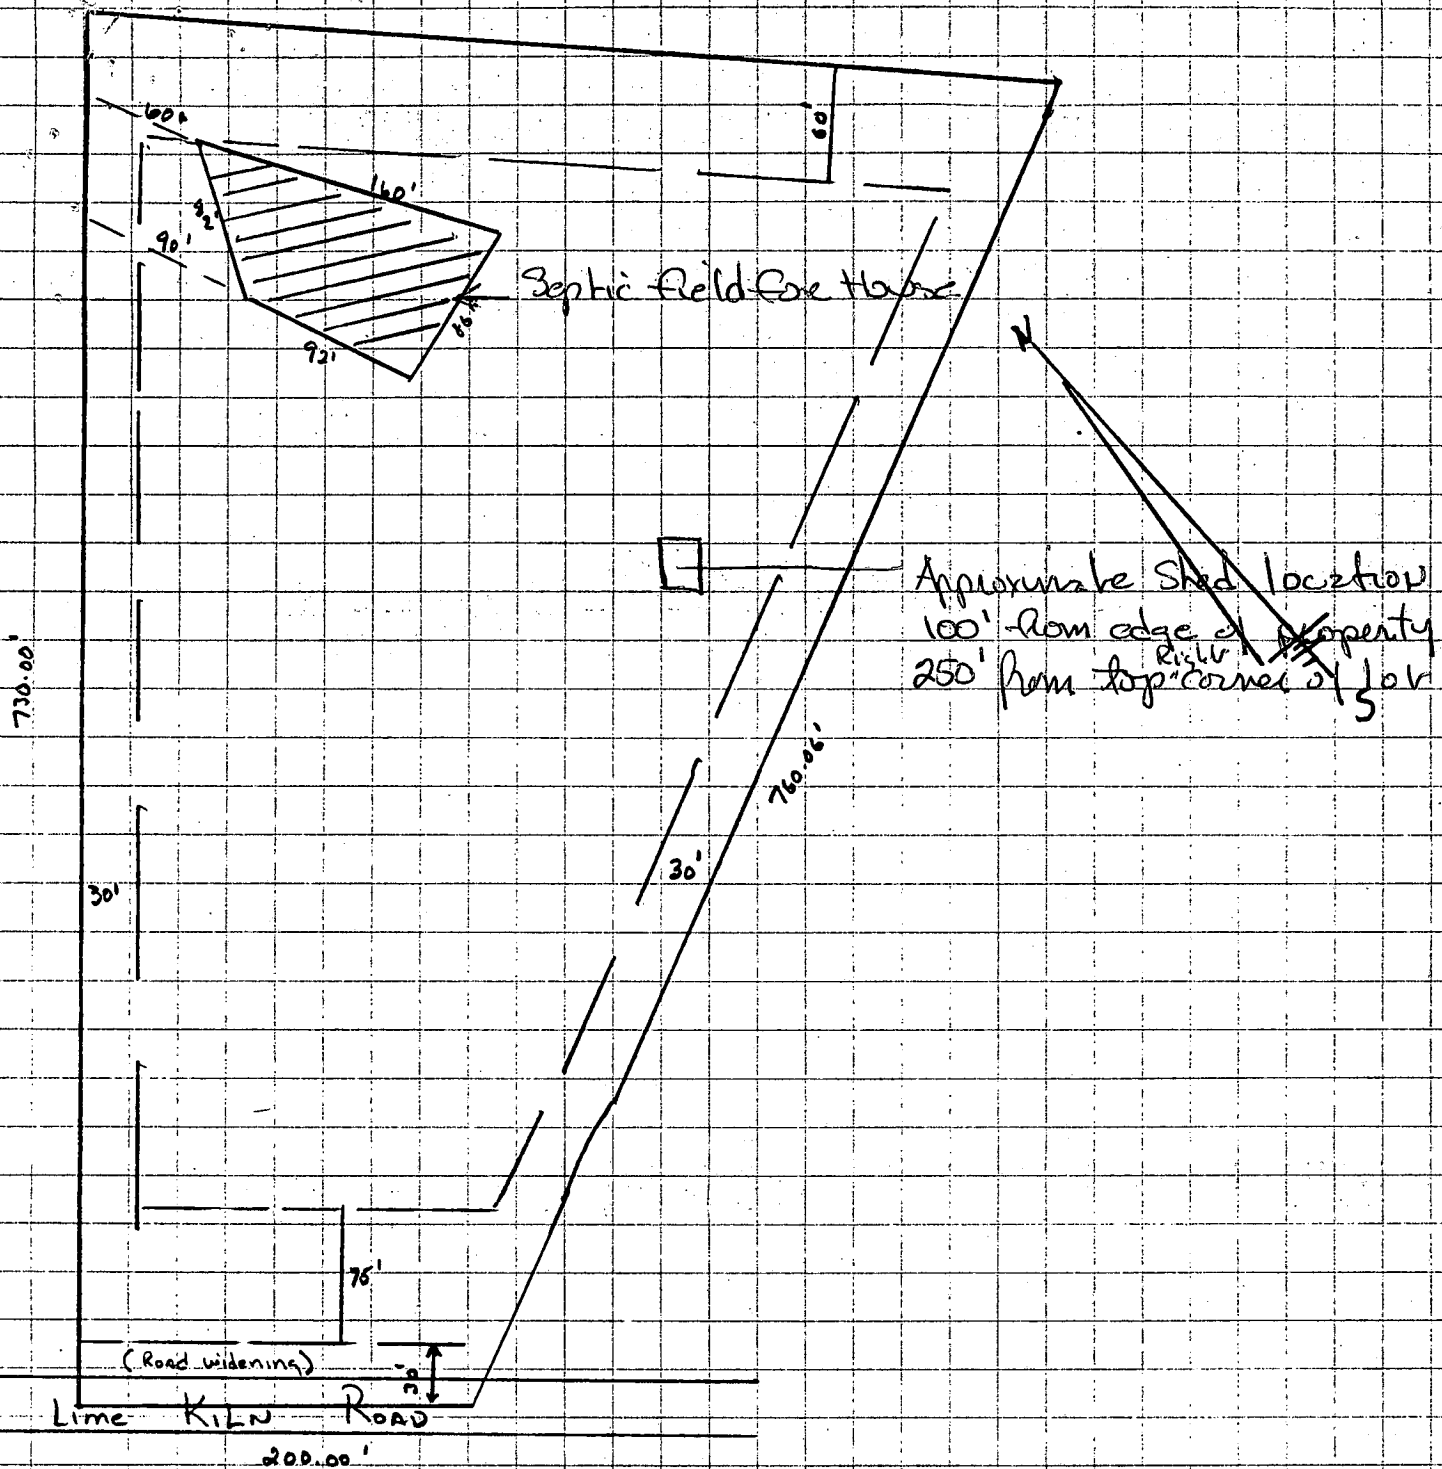 60'
60'
160'
82'
90'
Septic field for House
86'
92'
N
Approximate Shed location
100' from edge of property
250' from top Right corner of lot
S
730.00'
760.06'
30'
30'
75'
(Road widening)
30'
Lime KILN ROAD
200.00'